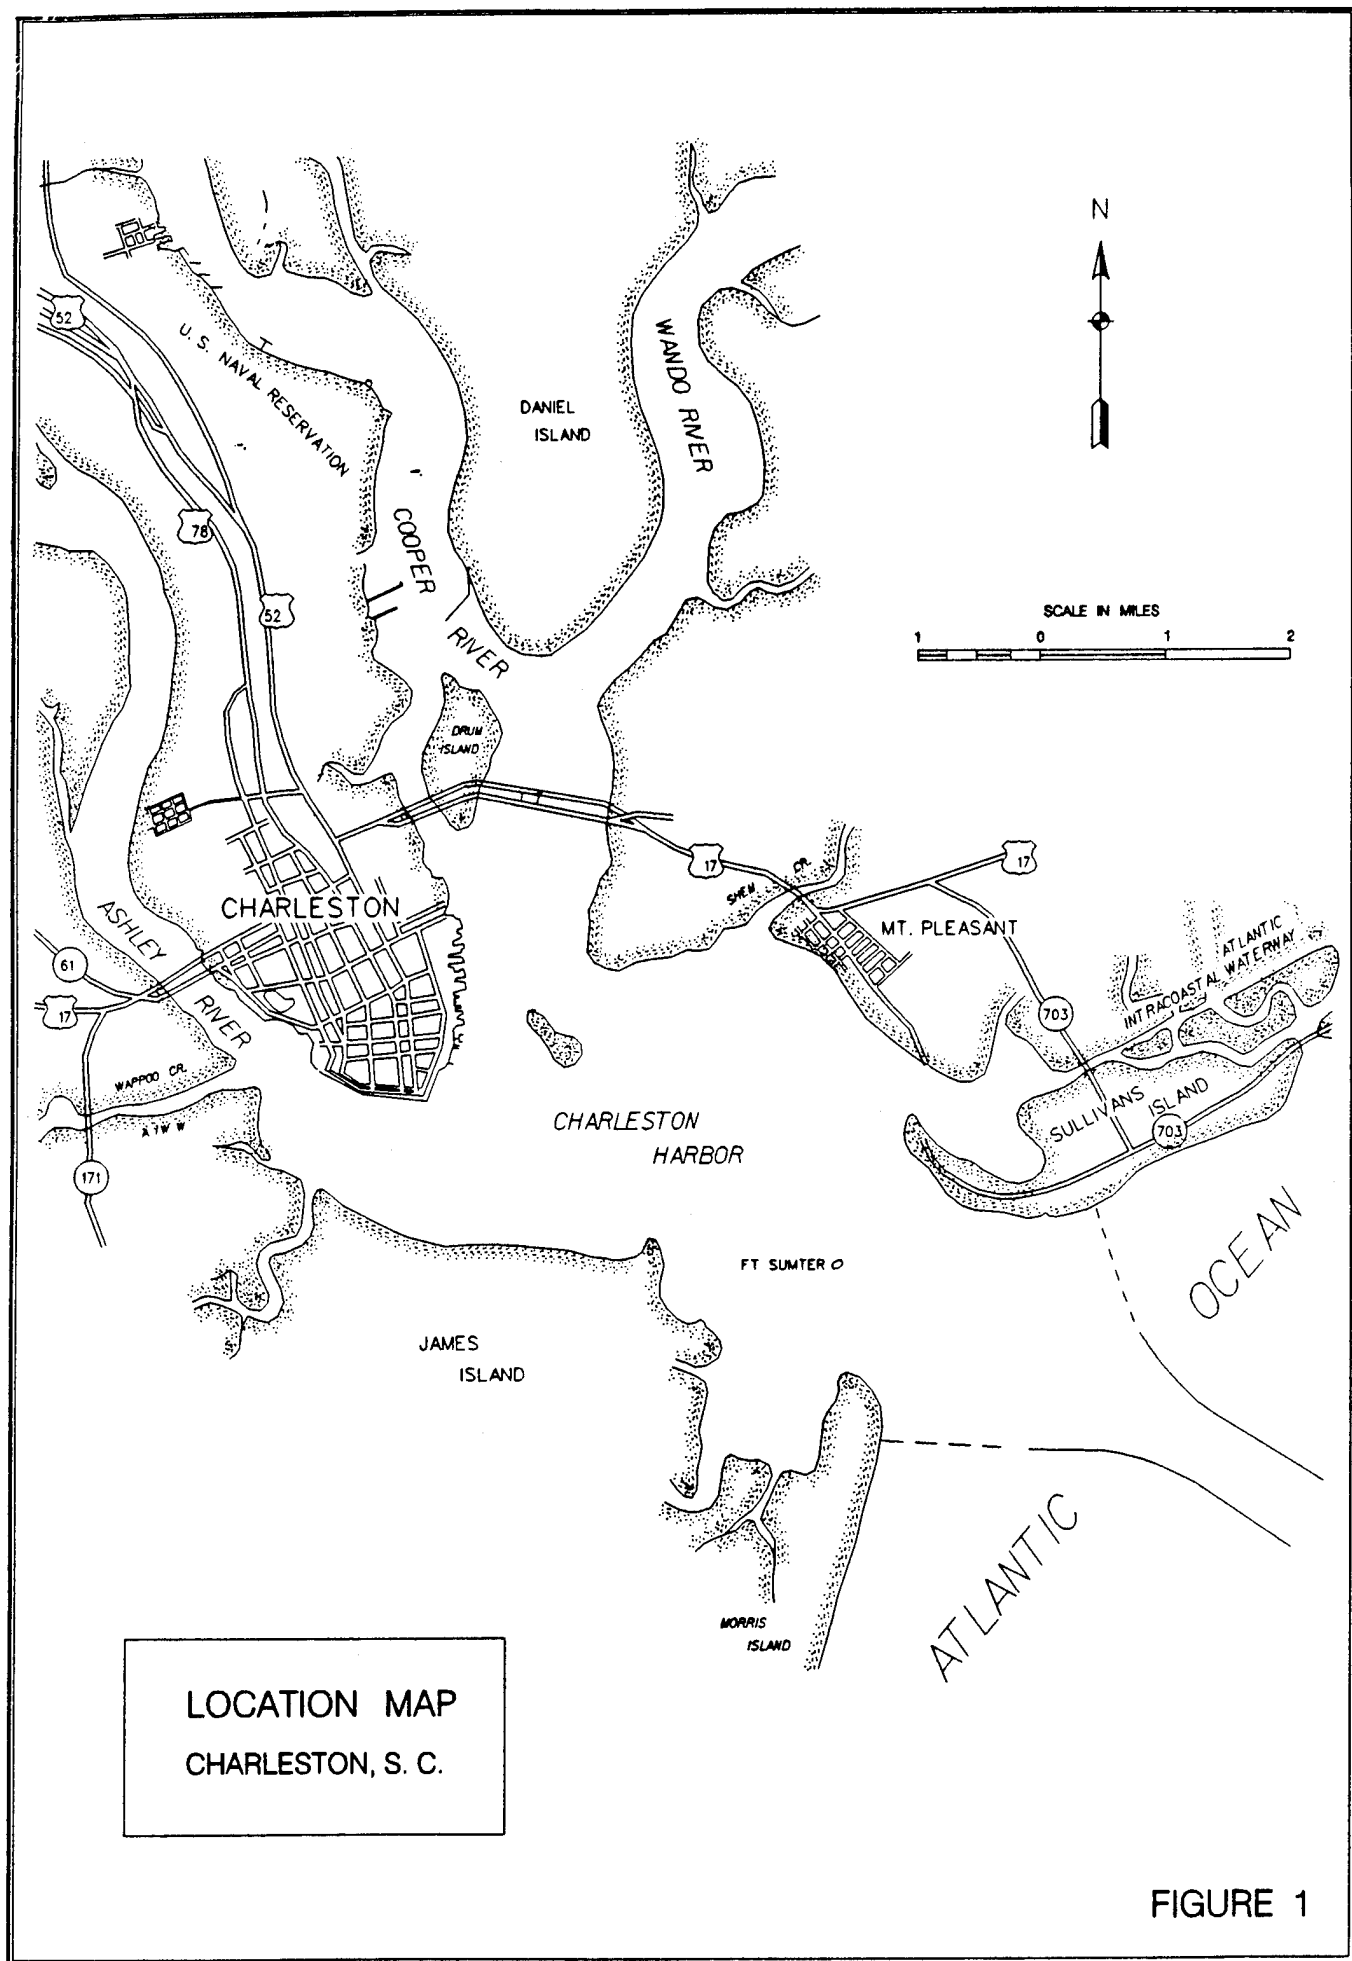 N
52
U. S. NAVAL RESERVATION
WANDO RIVER
DANIEL
ISLAND
78
COOPER
RIVER
52
SCALE IN MILES
1 0 1 2
DRUM
ISLAND
17
SHEM CR.
17
CHARLESTON
MT. PLEASANT
ASHLEY
RIVER
61
17
ATLANTIC
INTRACOASTAL WATERWAY
703
WAPPOO CR.
A I W W
171
CHARLESTON
HARBOR
SULLIVANS
ISLAND
703
FT SUMTER
OCEAN
JAMES
ISLAND
ATLANTIC
MORRIS
ISLAND
LOCATION MAP
CHARLESTON, S. C.
FIGURE 1